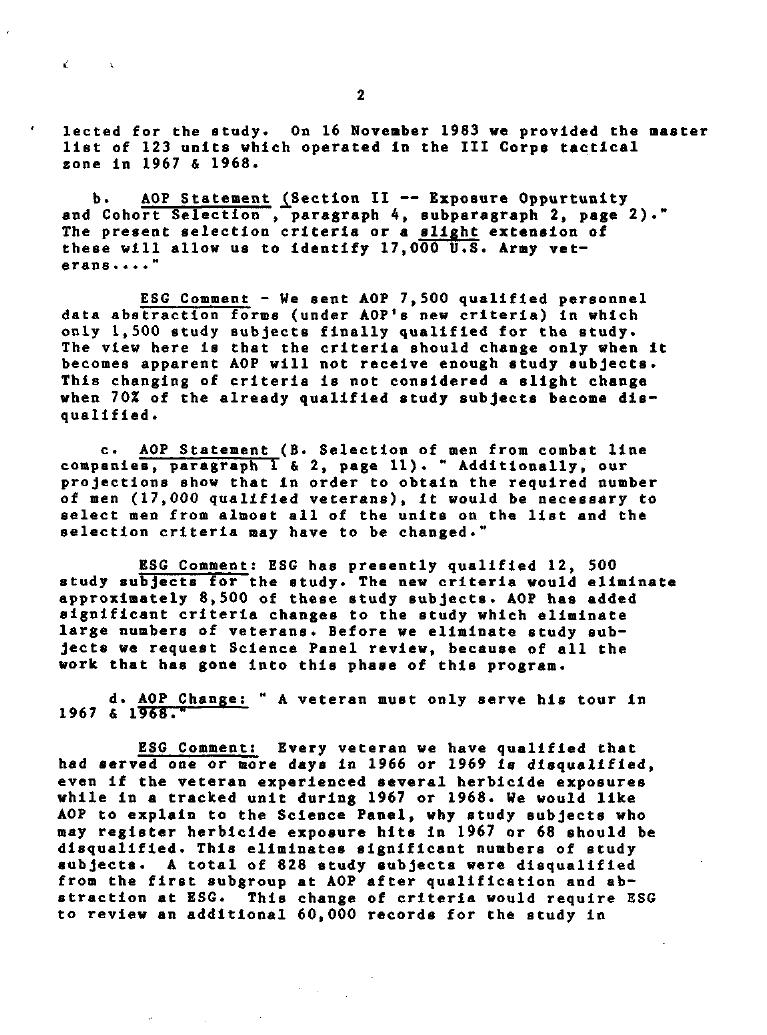 2
lected for the study. On 16 November 1983 we provided the master
list of 123 units which operated in the III Corps tactical
zone in 1967 & 1968.
b. AOP Statement (Section II -- Exposure Oppurtunity
and Cohort Selection , paragraph 4, subparagraph 2, page 2)."
The present selection criteria or a slight extension of
these will allow us to identify 17,000 U.S. Army vet-
erans...."
ESG Comment - We sent AOP 7,500 qualified personnel
data abstraction forms (under AOP's new criteria) in which
only 1,500 study subjects finally qualified for the study.
The view here is that the criteria should change only when it
becomes apparent AOP will not receive enough study subjects.
This changing of criteria is not considered a slight change
when 70% of the already qualified study subjects become dis-
qualified.
c. AOP Statement (B. Selection of men from combat line
companies, paragraph 1 & 2, page 11). " Additionally, our
projections show that in order to obtain the required number
of men (17,000 qualified veterans), it would be necessary to
select men from almost all of the units on the list and the
selection criteria may have to be changed."
ESG Comment: ESG has presently qualified 12, 500
study subjects for the study. The new criteria would eliminate
approximately 8,500 of these study subjects. AOP has added
significant criteria changes to the study which eliminate
large numbers of veterans. Before we eliminate study sub-
jects we request Science Panel review, because of all the
work that has gone into this phase of this program.
d. AOP Change: " A veteran must only serve his tour in
1967 & 1968."
ESG Comment: Every veteran we have qualified that
had served one or more days in 1966 or 1969 is disqualified,
even if the veteran experienced several herbicide exposures
while in a tracked unit during 1967 or 1968. We would like
AOP to explain to the Science Panel, why study subjects who
may register herbicide exposure hits in 1967 or 68 should be
disqualified. This eliminates significant numbers of study
subjects. A total of 828 study subjects were disqualified
from the first subgroup at AOP after qualification and ab-
straction at ESG. This change of criteria would require ESG
to review an additional 60,000 records for the study in